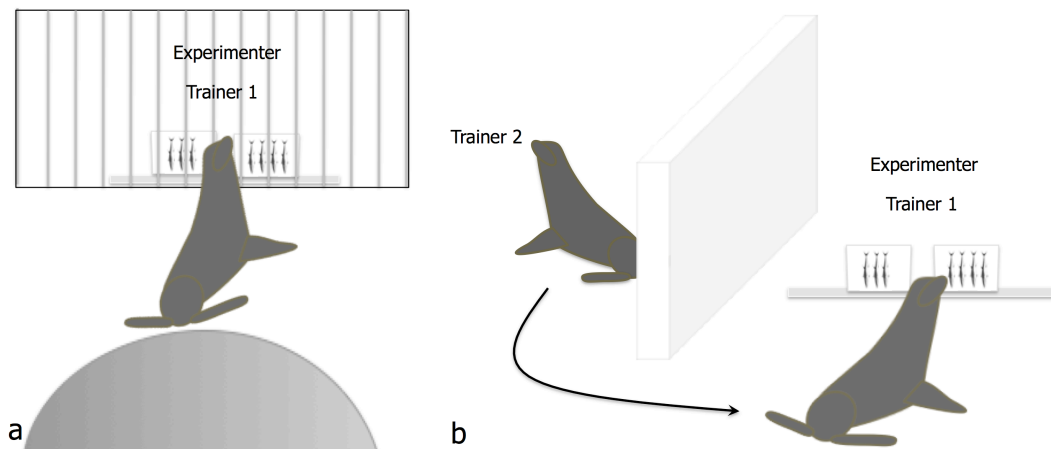 Experimenter
Trainer 1
a
Trainer 2
Experimenter
Trainer 1
b